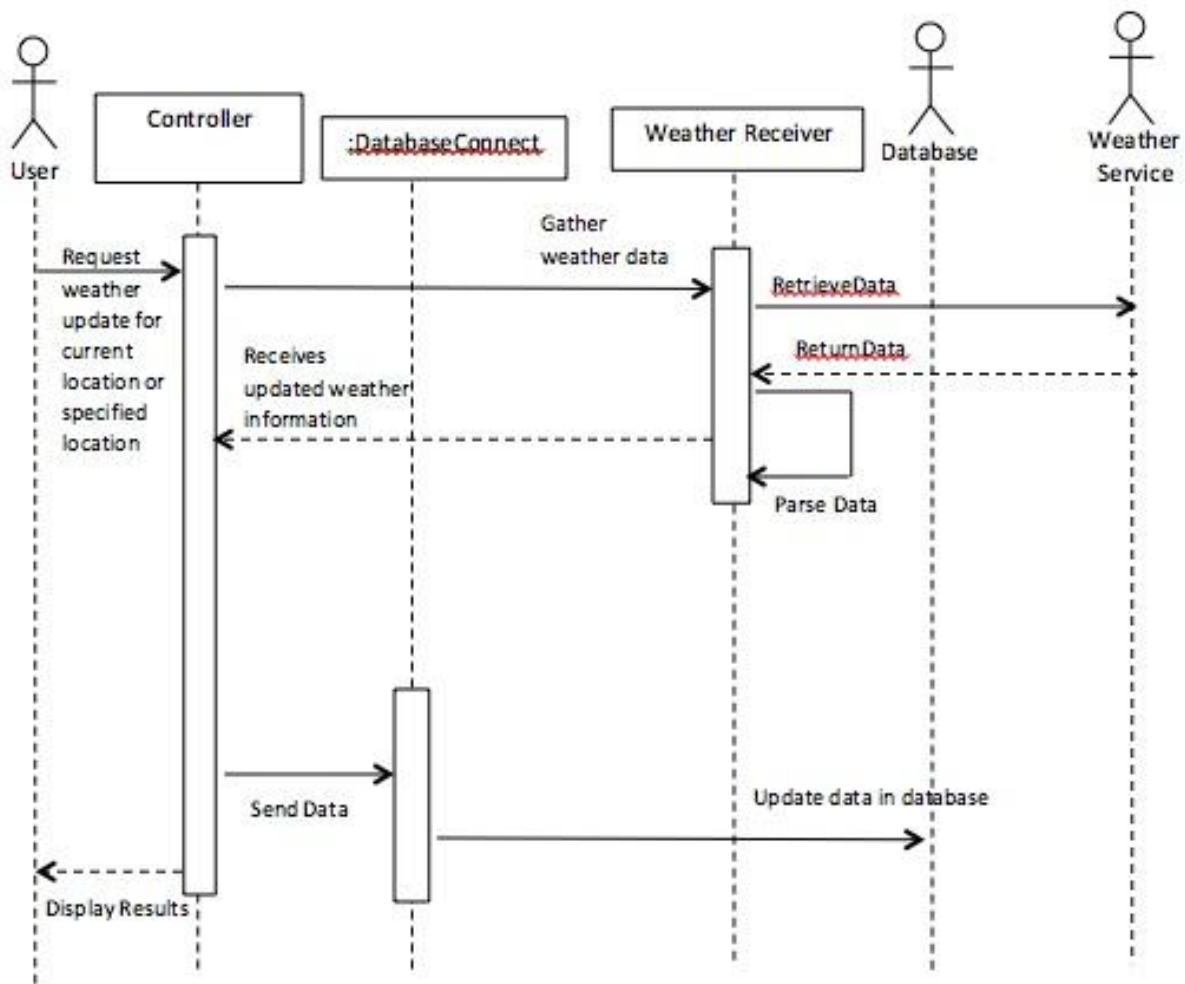 User
Controller
:DatabaseConnect
Weather Receiver
Database
Weather
Service
Request
weather
update for
current
location or
specified
location
Gather
weather data
RetrieveData
ReturnData
Receives
updated weather
information
Parse Data
Send Data
Update data in database
Display Results